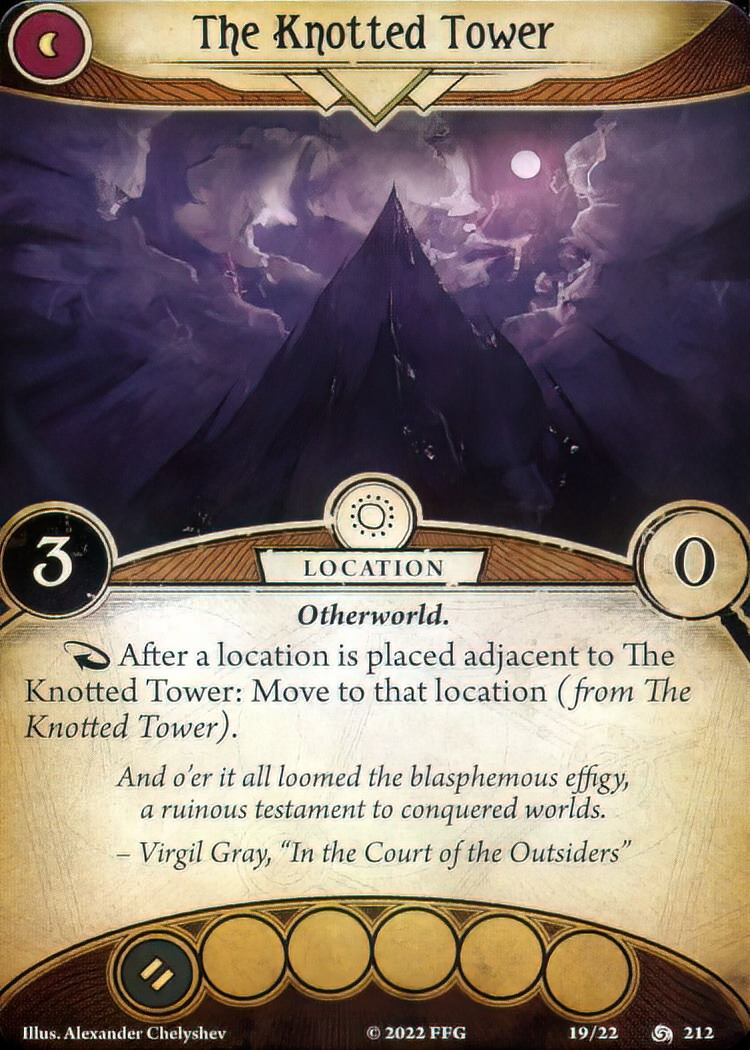 The Knotted Tower
3
0
LOCATION
Otherworld.
After a location is placed adjacent to The
Knotted Tower: Move to that location (from The
Knotted Tower).
And o'er it all loomed the blasphemous effigy,
a ruinous testament to conquered worlds.
– Virgil Gray, “In the Court of the Outsiders”
Illus. Alexander Chelyshev © 2022 FFG 19/22 212